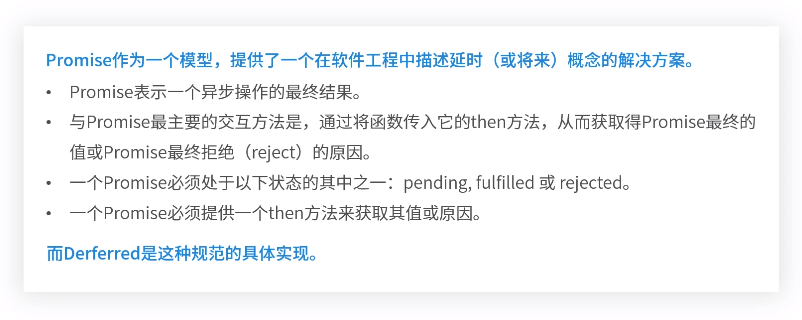 Promise作为一个模型，提供了一个在软件工程中描述延时（或将来）概念的解决方案。
• Promise表示一个异步操作的最终结果。
• 与Promise最主要的交互方法是，通过将函数传入它的then方法，从而获取得Promise最终的
值或Promise最终拒绝（reject）的原因。
• 一个Promise必须处于以下状态的其中之一：pending, fulfilled 或 rejected。
• 一个Promise必须提供一个then方法来获取其值或原因。
而Derferred是这种规范的具体实现。